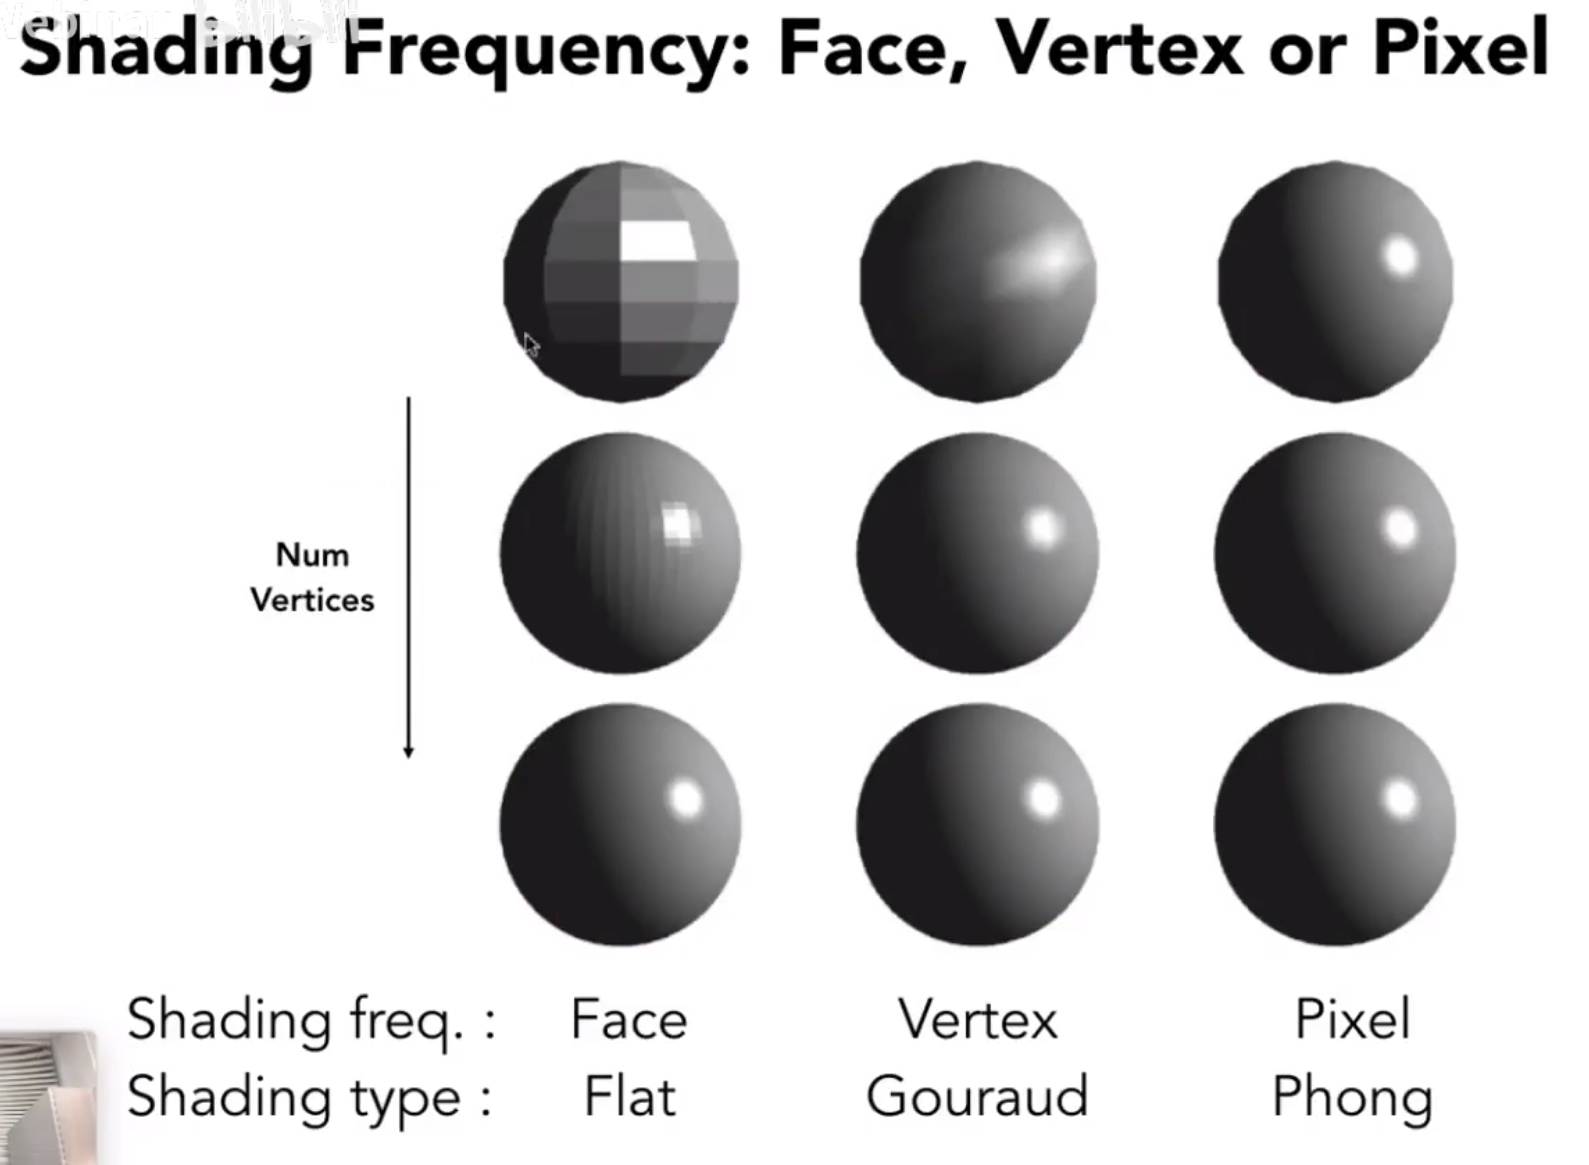 Shading Frequency: Face, Vertex or Pixel
Num
Vertices
Shading freq. : Face Vertex Pixel
Shading type : Flat Gouraud Phong